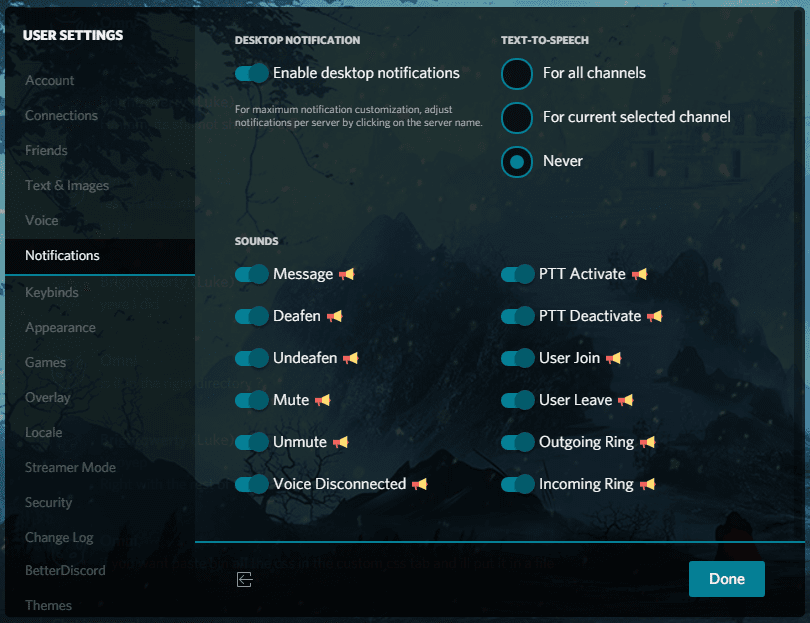 USER SETTINGS
Account
Connections
Friends
Text & Images
Voice
Notifications
Keybinds
Appearance
Games
Overlay
Locale
Streamer Mode
Security
Change Log
BetterDiscord
Themes
DESKTOP NOTIFICATION
Enable desktop notifications
For maximum notification customization, adjust
notifications per server by clicking on the server name.
TEXT-TO-SPEECH
For all channels
For current selected channel
Never
SOUNDS
Message
PTT Activate
Deafen
PTT Deactivate
Undeafen
User Join
Mute
User Leave
Unmute
Outgoing Ring
Voice Disconnected
Incoming Ring
Done